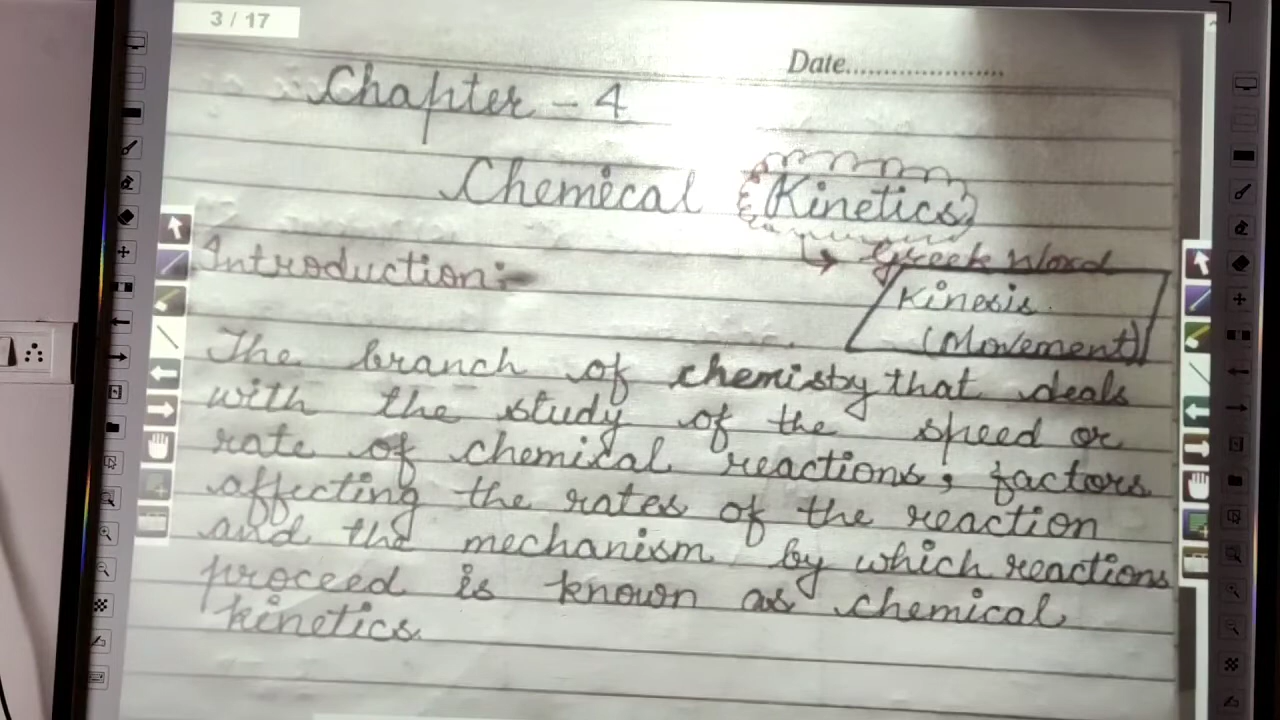 3 / 17
Date....................
Chapter - 4
Chemical Kinetics
Greek Word
Introduction:-
Kinesis
(Movement)
The branch of chemistry that deals
with the study of the speed or
rate of chemical reactions, factors
affecting the rates of the reaction
and the mechanism by which reactions
proceed is known as chemical
kinetics.